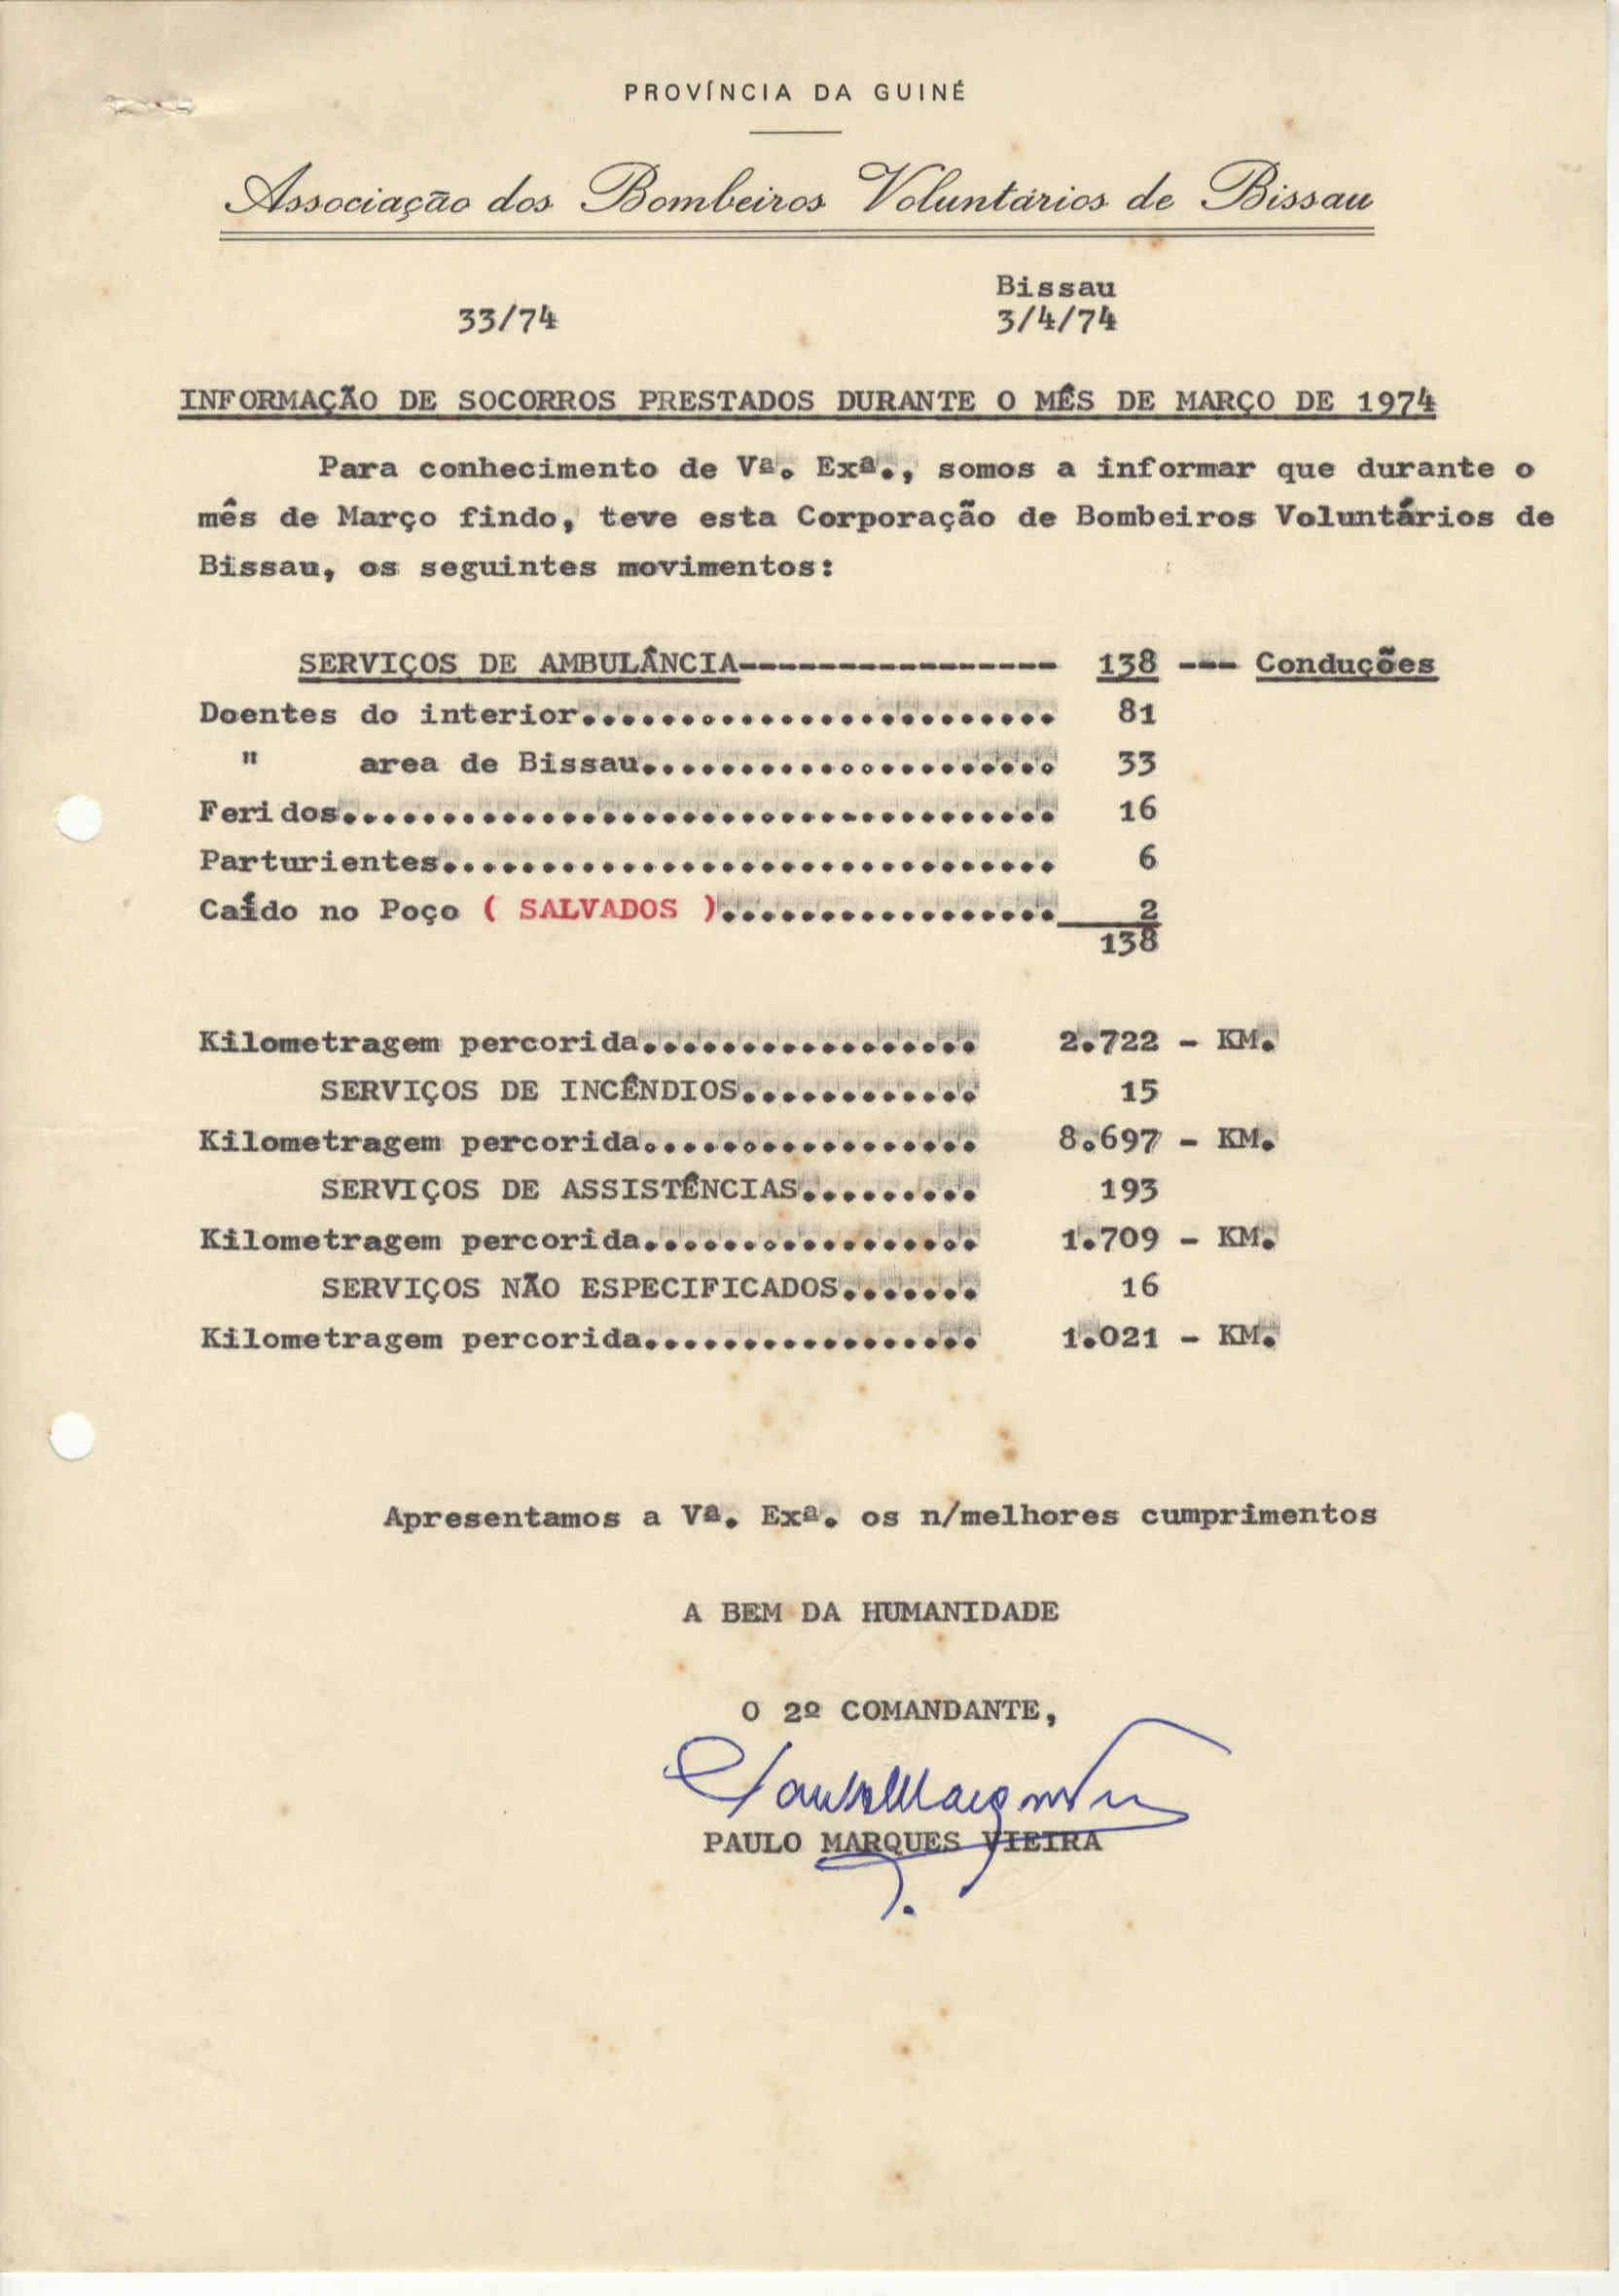 PROVÍNCIA DA GUINÉ
Associação dos Bombeiros Voluntários de Bissau
Bissau
33/74 3/4/74
INFORMAÇÃO DE SOCORROS PRESTADOS DURANTE O MÊS DE MARÇO DE 1974
Para conhecimento de Vª. Exª., somos a informar que durante o
mês de Março findo, teve esta Corporação de Bombeiros Voluntários de
Bissau, os seguintes movimentos:
SERVIÇOS DE AMBULÂNCIA---------------- 138 --- Conduções
Doentes do interior........................ 81
" area de Bissau..................... 33
Feridos.................................... 16
Parturientes............................... 6
Caído no Poço ( SALVADOS )................. 2
138
Kilometragem percorida................. 2.722 - KM.
SERVIÇOS DE INCÊNDIOS............ 15
Kilometragem percorida................. 8.697 - KM.
SERVIÇOS DE ASSISTÊNCIAS......... 193
Kilometragem percorida................. 1.709 - KM.
SERVIÇOS NÃO ESPECIFICADOS....... 16
Kilometragem percorida................. 1.021 - KM.
Apresentamos a Vª. Exª. os n/melhores cumprimentos
A BEM DA HUMANIDADE
O 2º COMANDANTE,
PAULO MARQUES VIEIRA